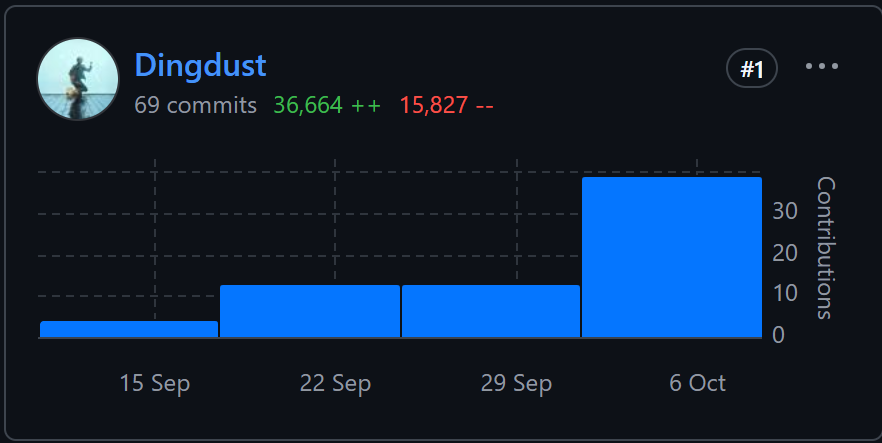 Dingdust
#1
69 commits 36,664 ++ 15,827 --
30
20
10
0
Contributions
15 Sep 22 Sep 29 Sep 6 Oct